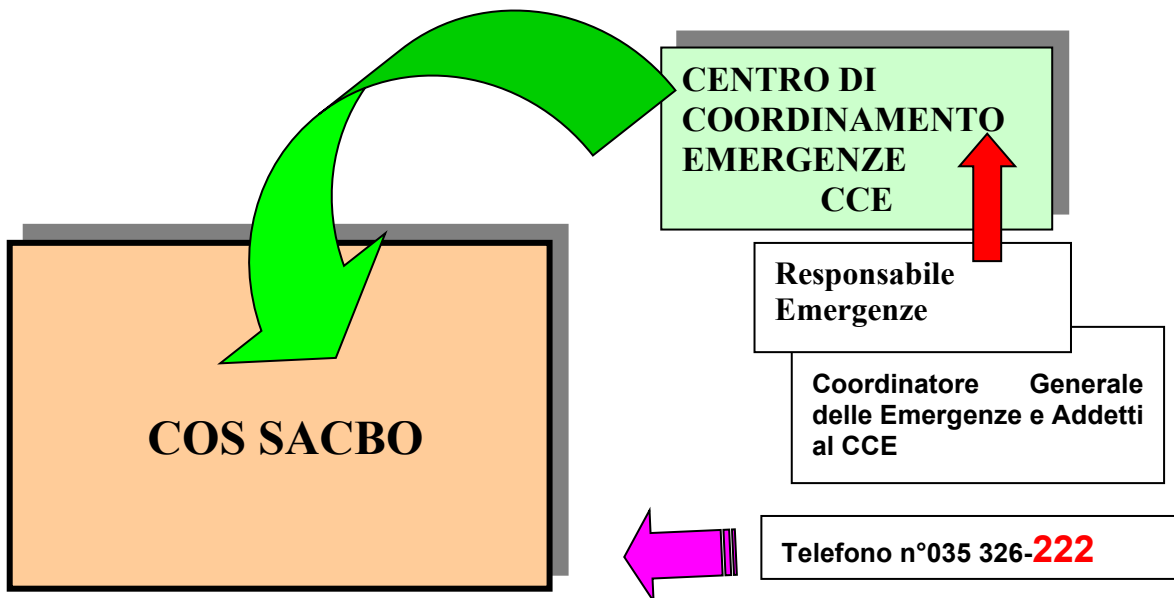 CENTRO DI
COORDINAMENTO
EMERGENZE
CCE
Responsabile
Emergenze
Coordinatore Generale
delle Emergenze e Addetti
al CCE
COS SACBO
Telefono n°035 326-222